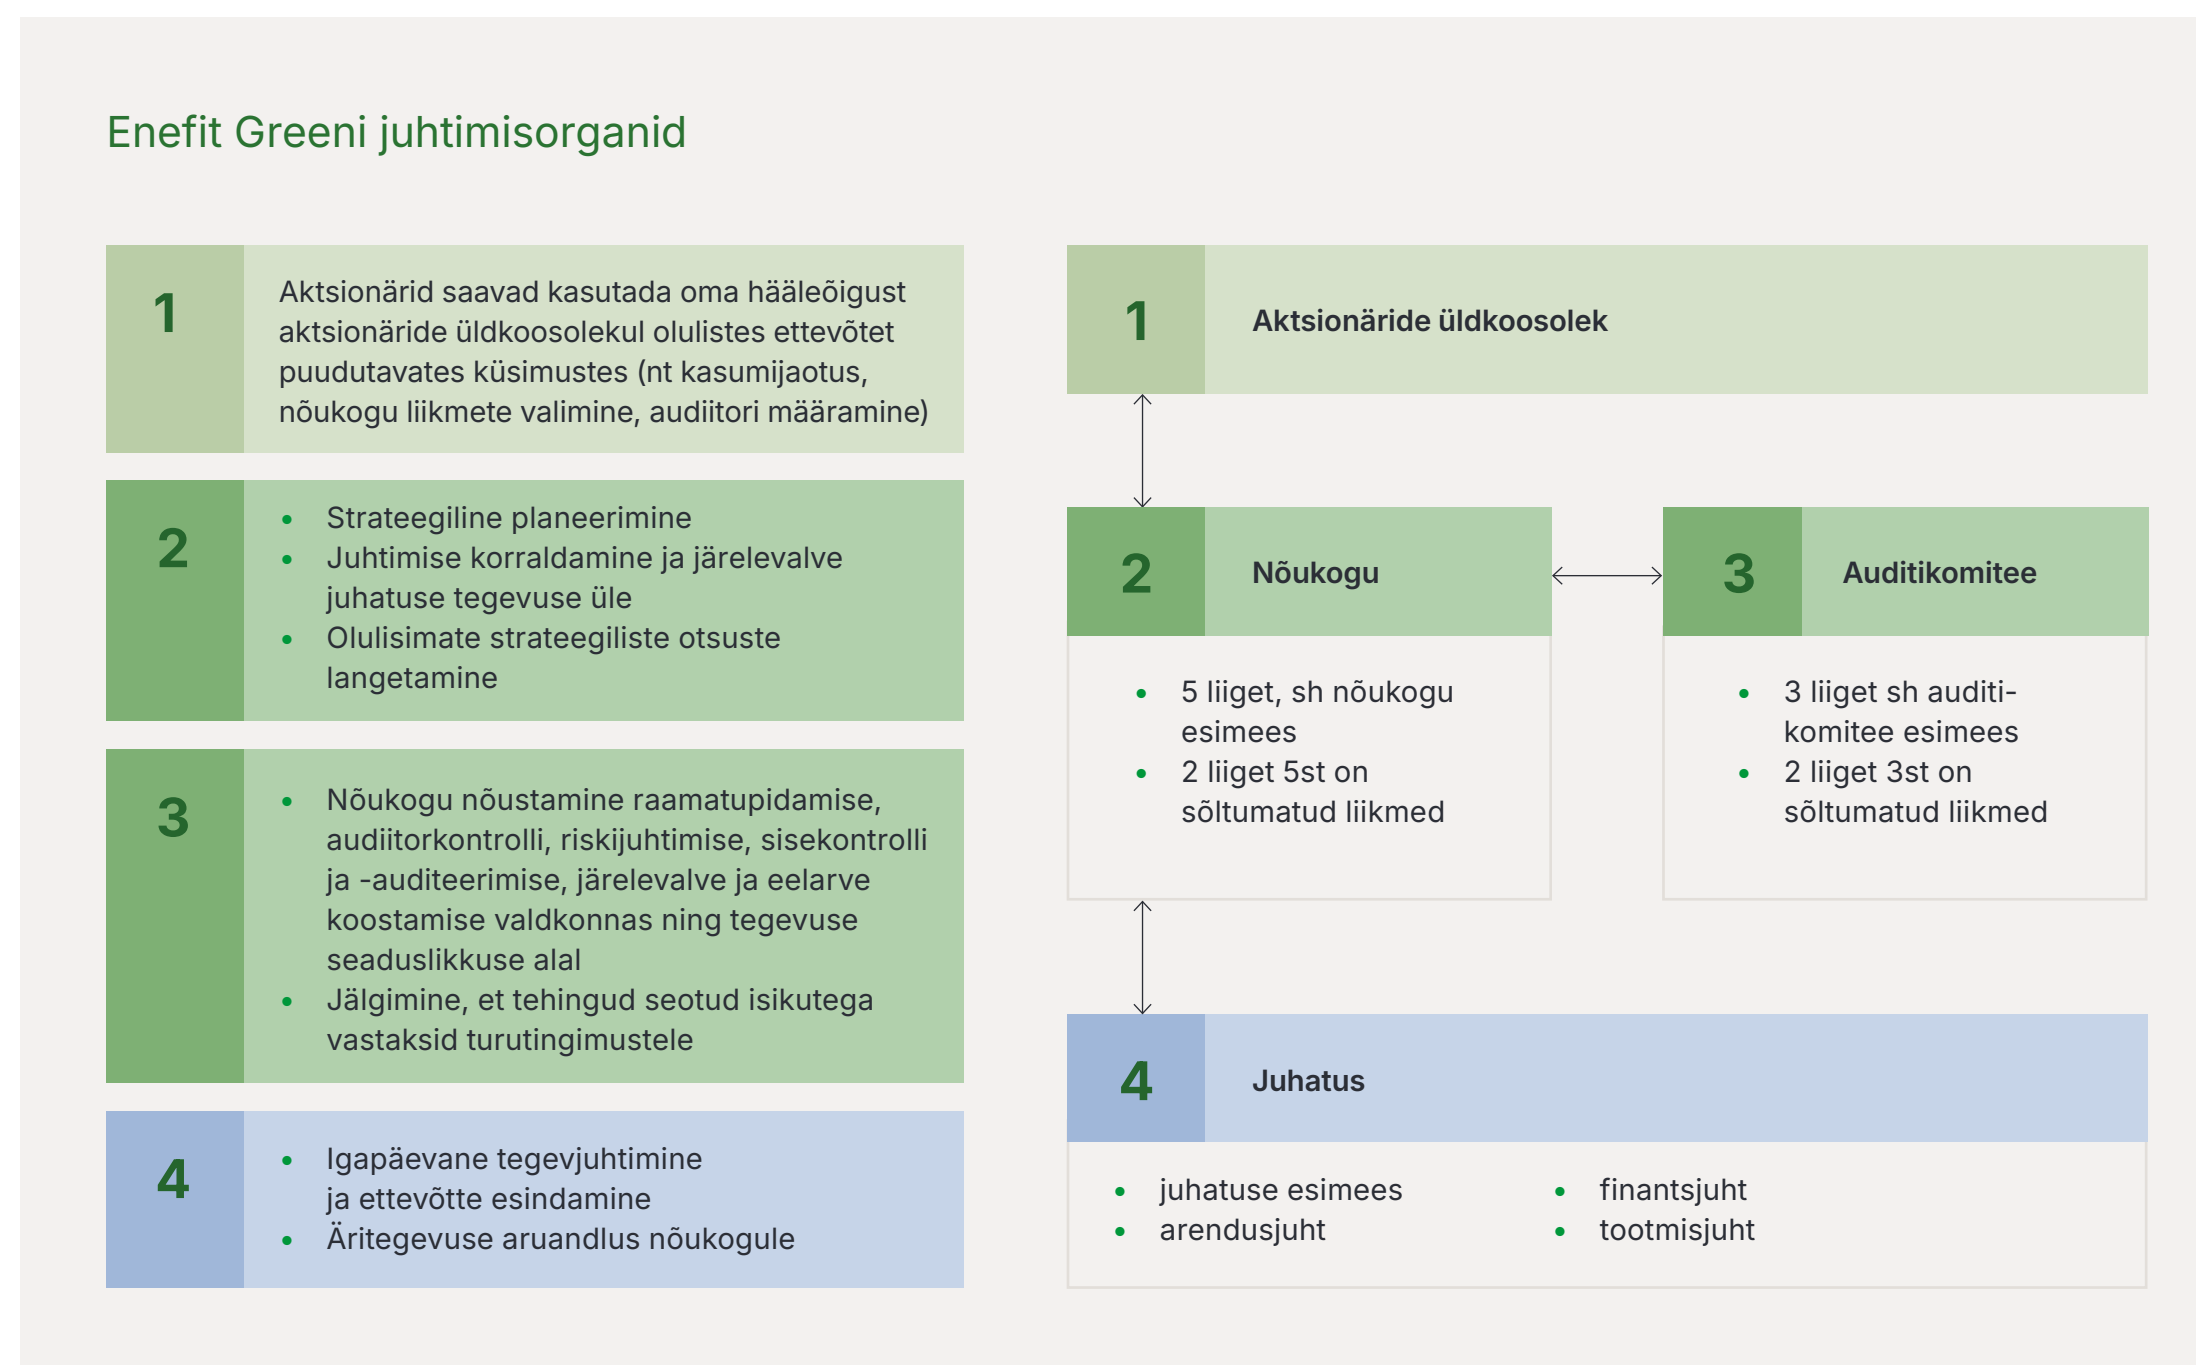 Enefit Greeni juhtimisorganid
1
Aktsionärid saavad kasutada oma hääleõigust
aktsionäride üldkoosolekul olulistes ettevõtet
puudutavates küsimustes (nt kasumijaotus,
nõukogu liikmete valimine, audiitori määramine)
2
• Strateegiline planeerimine
• Juhtimise korraldamine ja järelevalve
juhatuse tegevuse üle
• Olulisimate strateegiliste otsuste
langetamine
3
• Nõukogu nõustamine raamatupidamise,
audiitorkontrolli, riskijuhtimise, sisekontrolli
ja -auditeerimise, järelevalve ja eelarve
koostamise valdkonnas ning tegevuse
seaduslikkuse alal
• Jälgimine, et tehingud seotud isikutega
vastaksid turutingimustele
4
• Igapäevane tegevjuhtimine
ja ettevõtte esindamine
• Äritegevuse aruandlus nõukogule
1
Aktsionäride üldkoosolek
2
Nõukogu
• 5 liiget, sh nõukogu
esimees
• 2 liiget 5st on
sõltumatud liikmed
3
Auditikomitee
• 3 liiget sh auditi-
komitee esimees
• 2 liiget 3st on
sõltumatud liikmed
4
Juhatus
• juhatuse esimees
• arendusjuht
• finantsjuht
• tootmisjuht